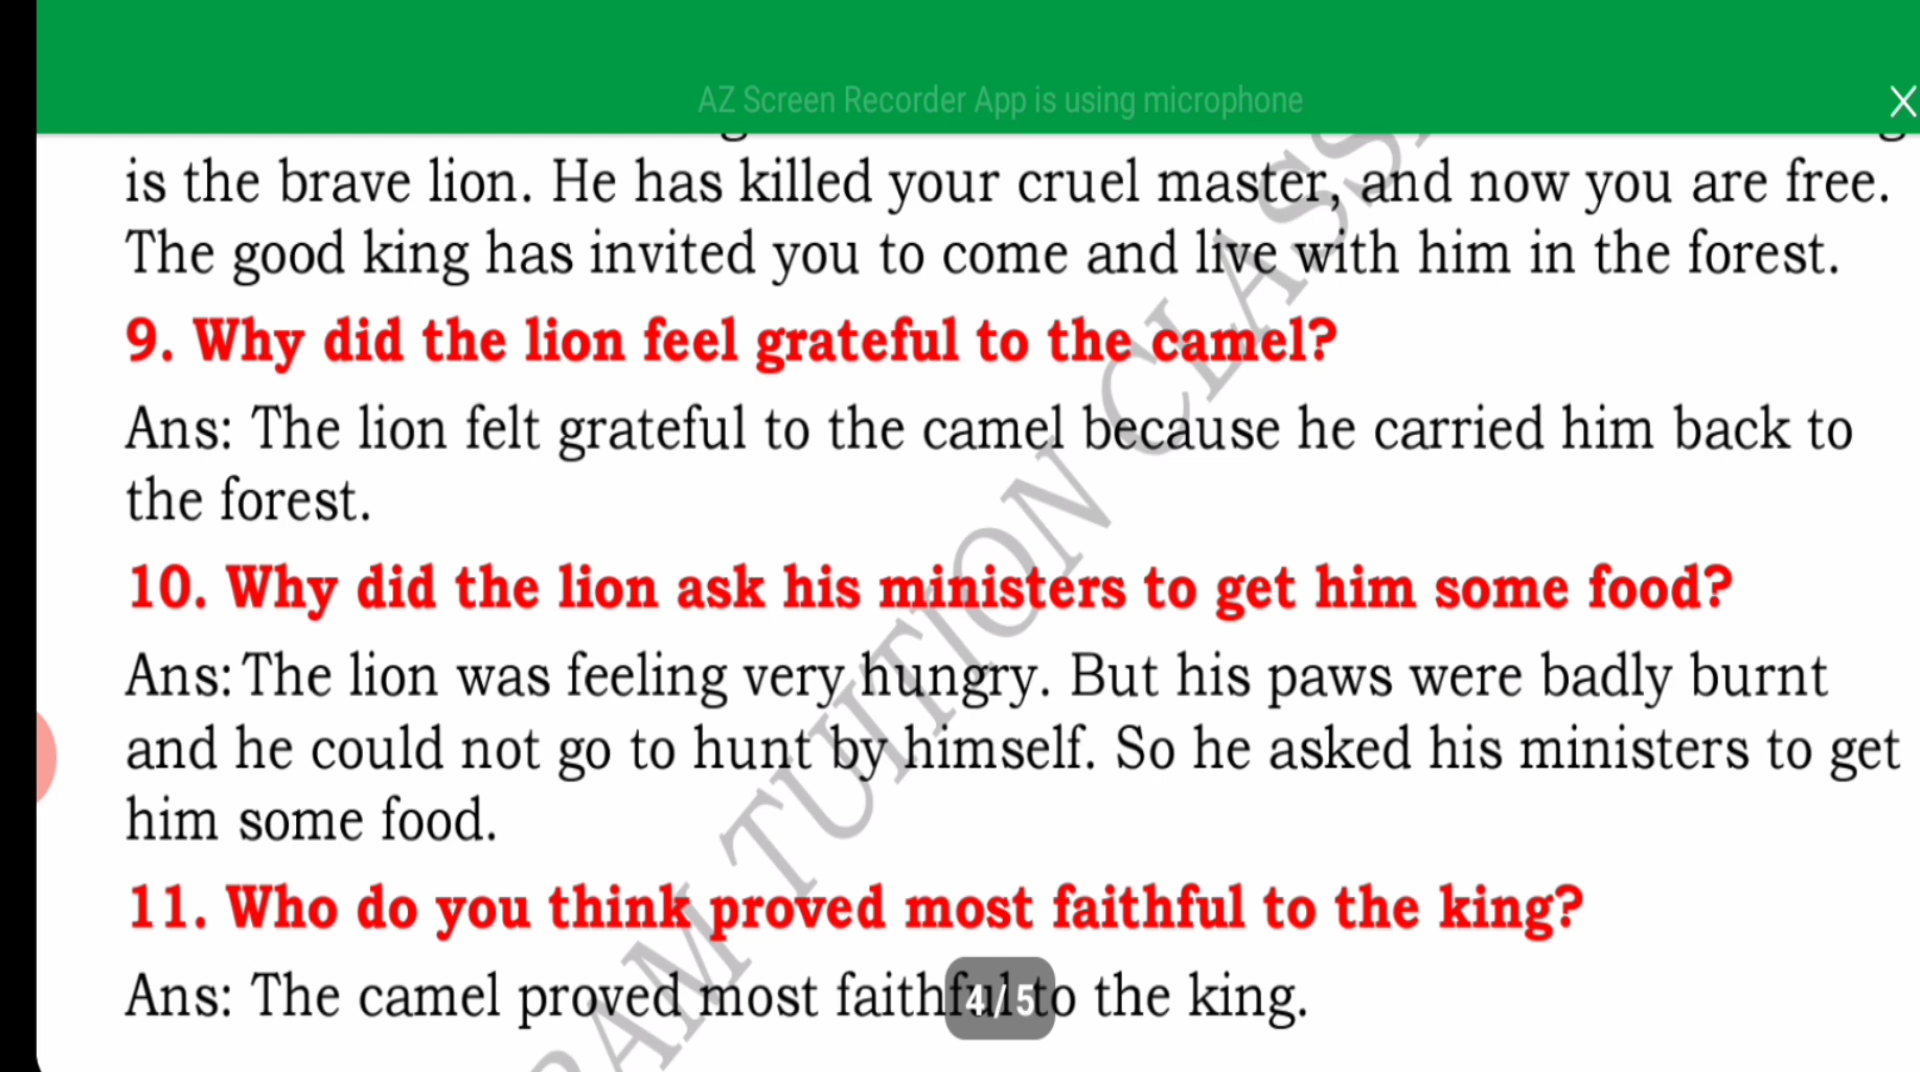 AZ Screen Recorder App is using microphone
is the brave lion. He has killed your cruel master, and now you are free.
The good king has invited you to come and live with him in the forest.
9. Why did the lion feel grateful to the camel?
Ans: The lion felt grateful to the camel because he carried him back to
the forest.
10. Why did the lion ask his ministers to get him some food?
Ans: The lion was feeling very hungry. But his paws were badly burnt
and he could not go to hunt by himself. So he asked his ministers to get
him some food.
11. Who do you think proved most faithful to the king?
Ans: The camel proved most faithful to the king.
4/5
TUITION